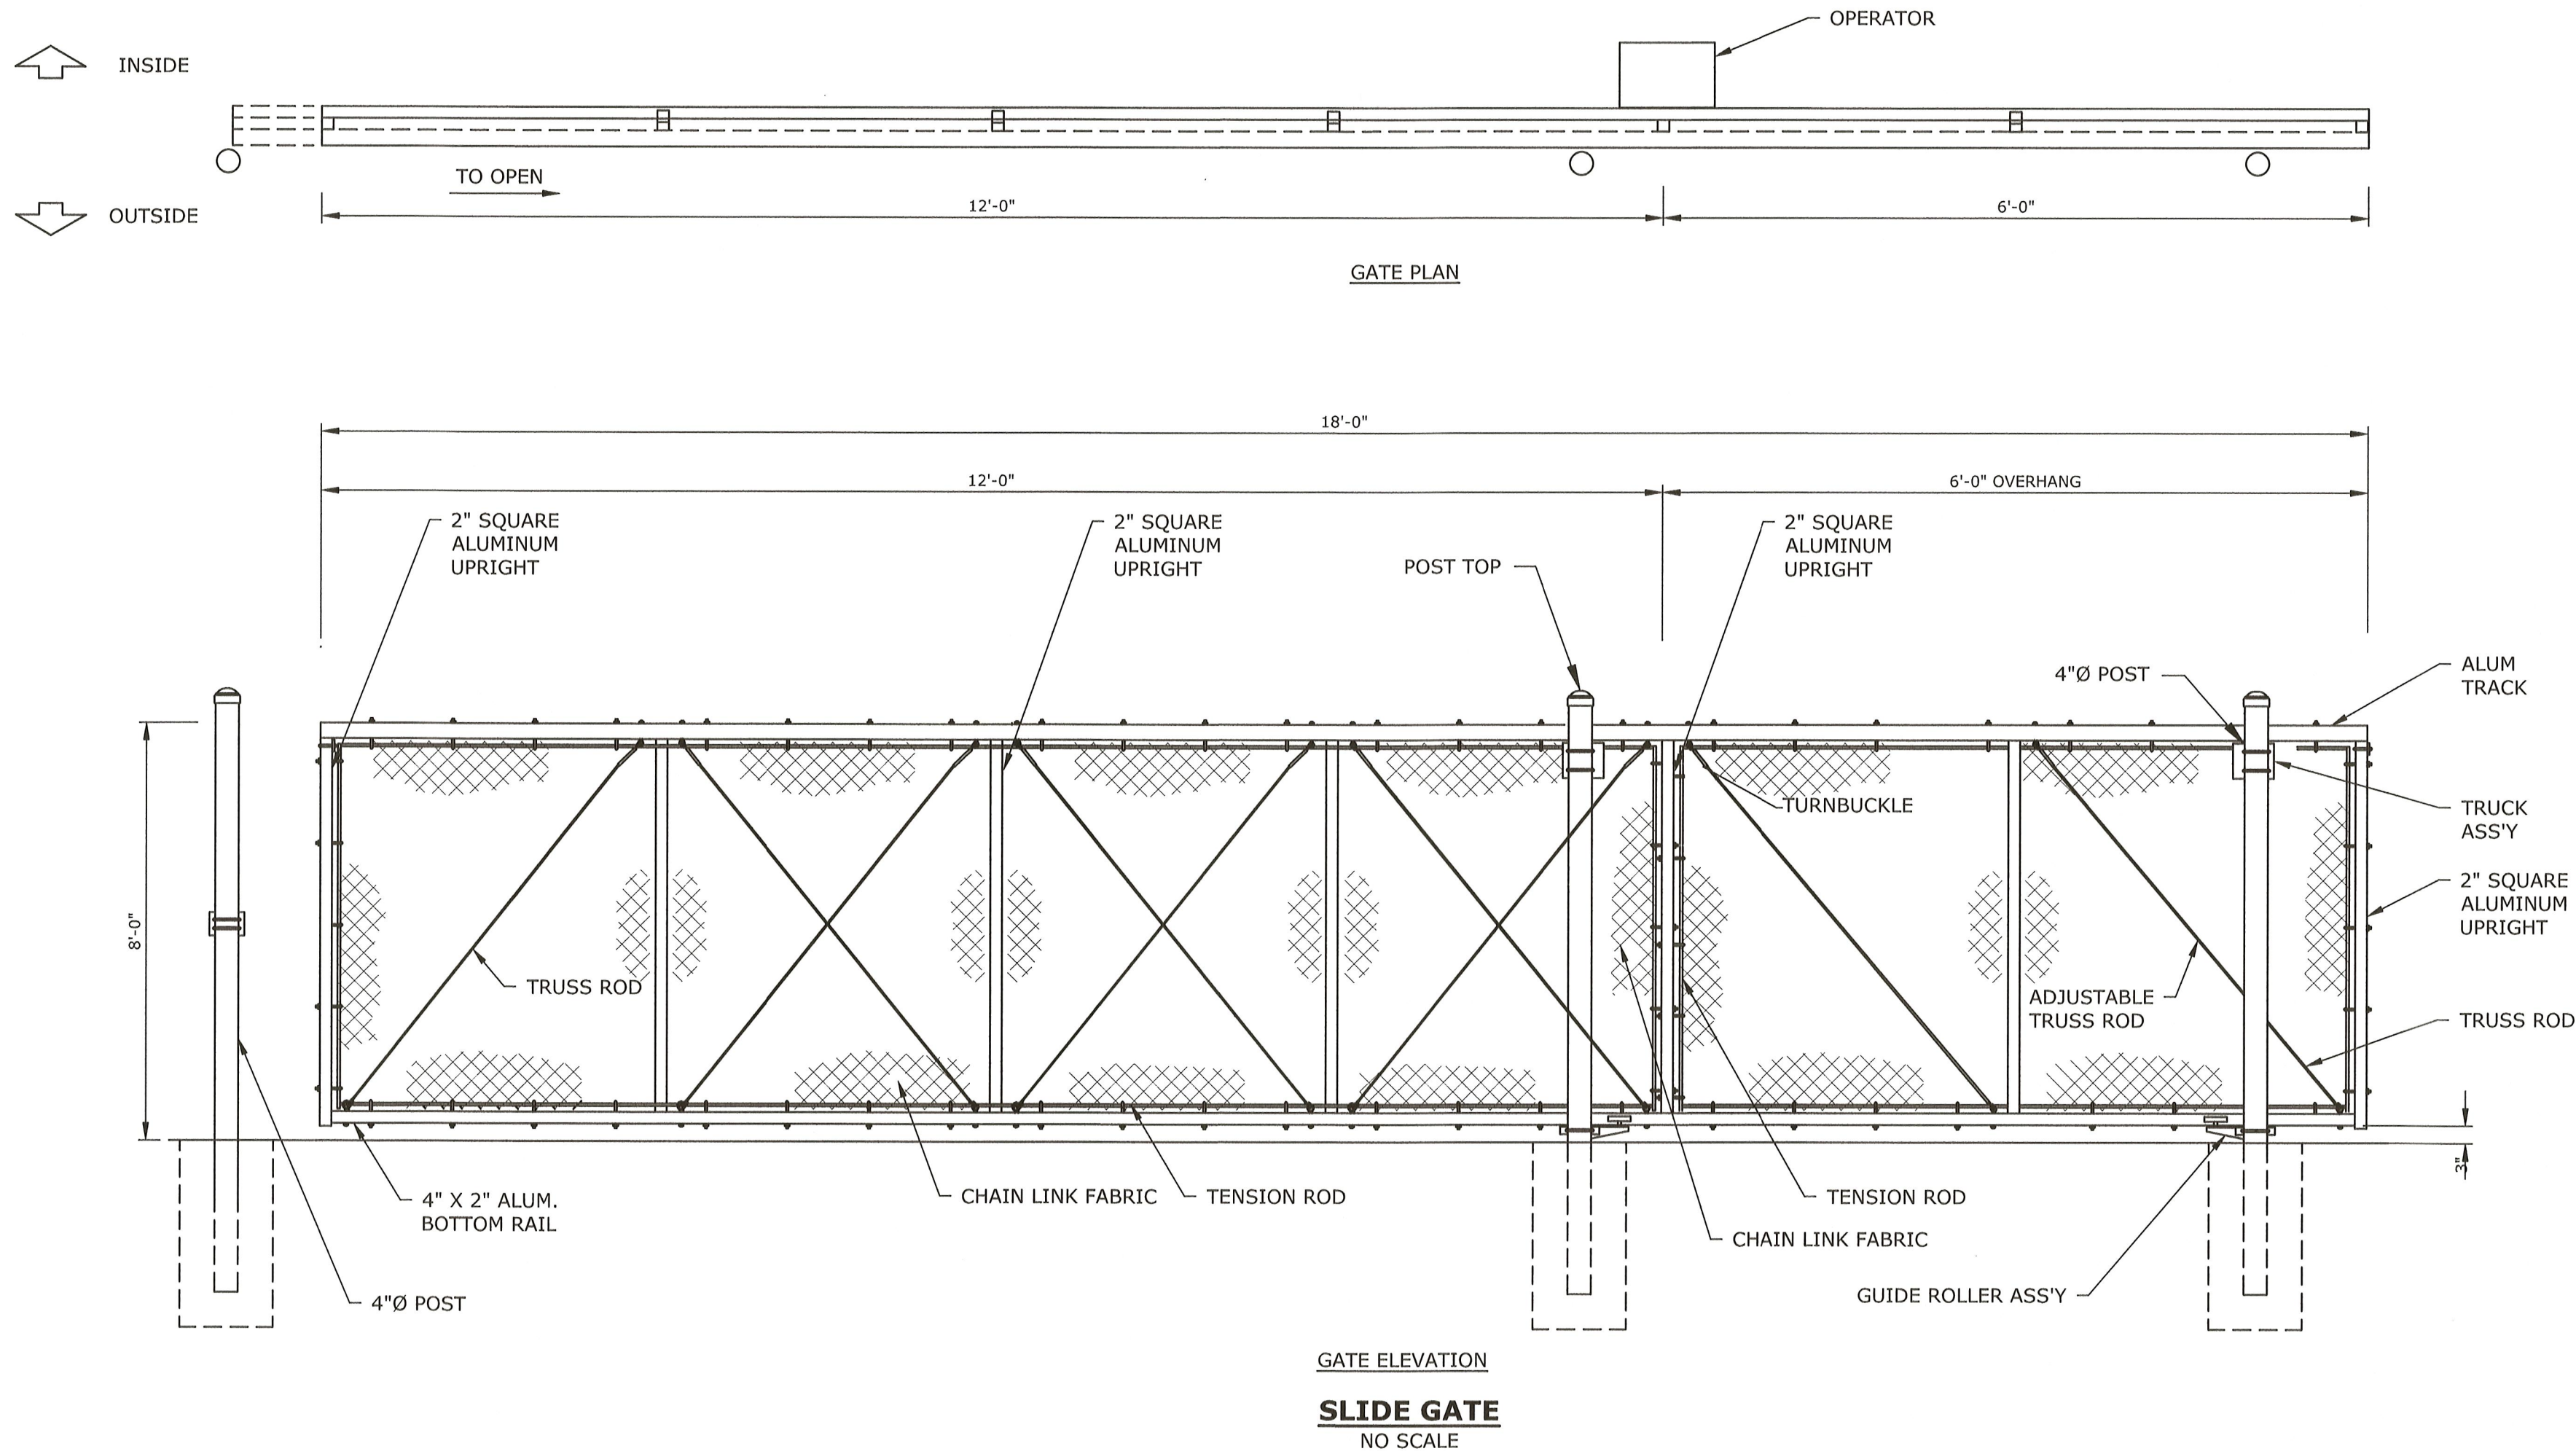 OPERATOR
INSIDE
TO OPEN
OUTSIDE
12'-0"
6'-0"
GATE PLAN
18'-0"
12'-0"
6'-0" OVERHANG
2" SQUARE
ALUMINUM
UPRIGHT
2" SQUARE
ALUMINUM
UPRIGHT
2" SQUARE
ALUMINUM
UPRIGHT
POST TOP
4"Ø POST
ALUM
TRACK
TURNBUCKLE
TRUCK
ASS'Y
2" SQUARE
ALUMINUM
UPRIGHT
8'-0"
TRUSS ROD
ADJUSTABLE
TRUSS ROD
TRUSS ROD
3"
4" X 2" ALUM.
BOTTOM RAIL
CHAIN LINK FABRIC
TENSION ROD
TENSION ROD
CHAIN LINK FABRIC
4"Ø POST
GUIDE ROLLER ASS'Y
GATE ELEVATION
SLIDE GATE
NO SCALE